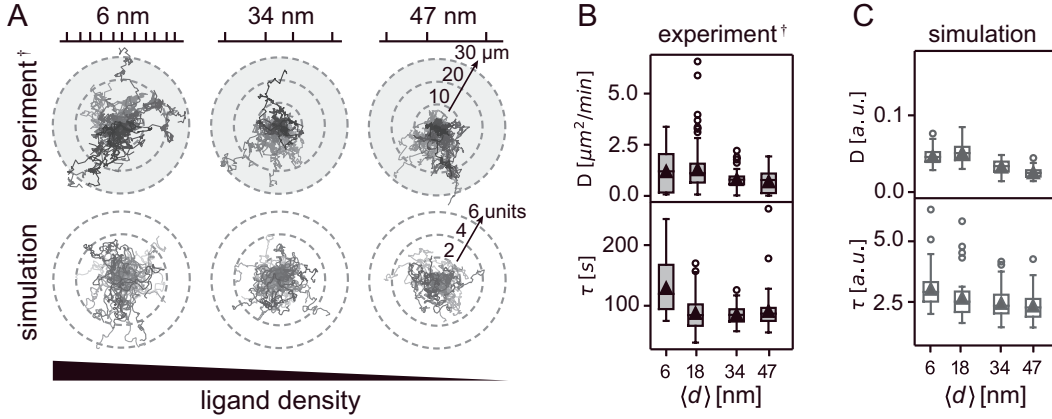 A
6 nm
34 nm
47 nm
experiment†
30 μm
20
10
simulation
6 units
4
2
ligand density
B
experiment†
D [μm²/min]
5.0
2.5
0.0
τ [s]
200
100
6 18 34 47
⟨d⟩ [nm]
C
simulation
D [a.u.]
0.1
0.0
τ [a.u.]
5.0
2.5
6 18 34 47
⟨d⟩ [nm]